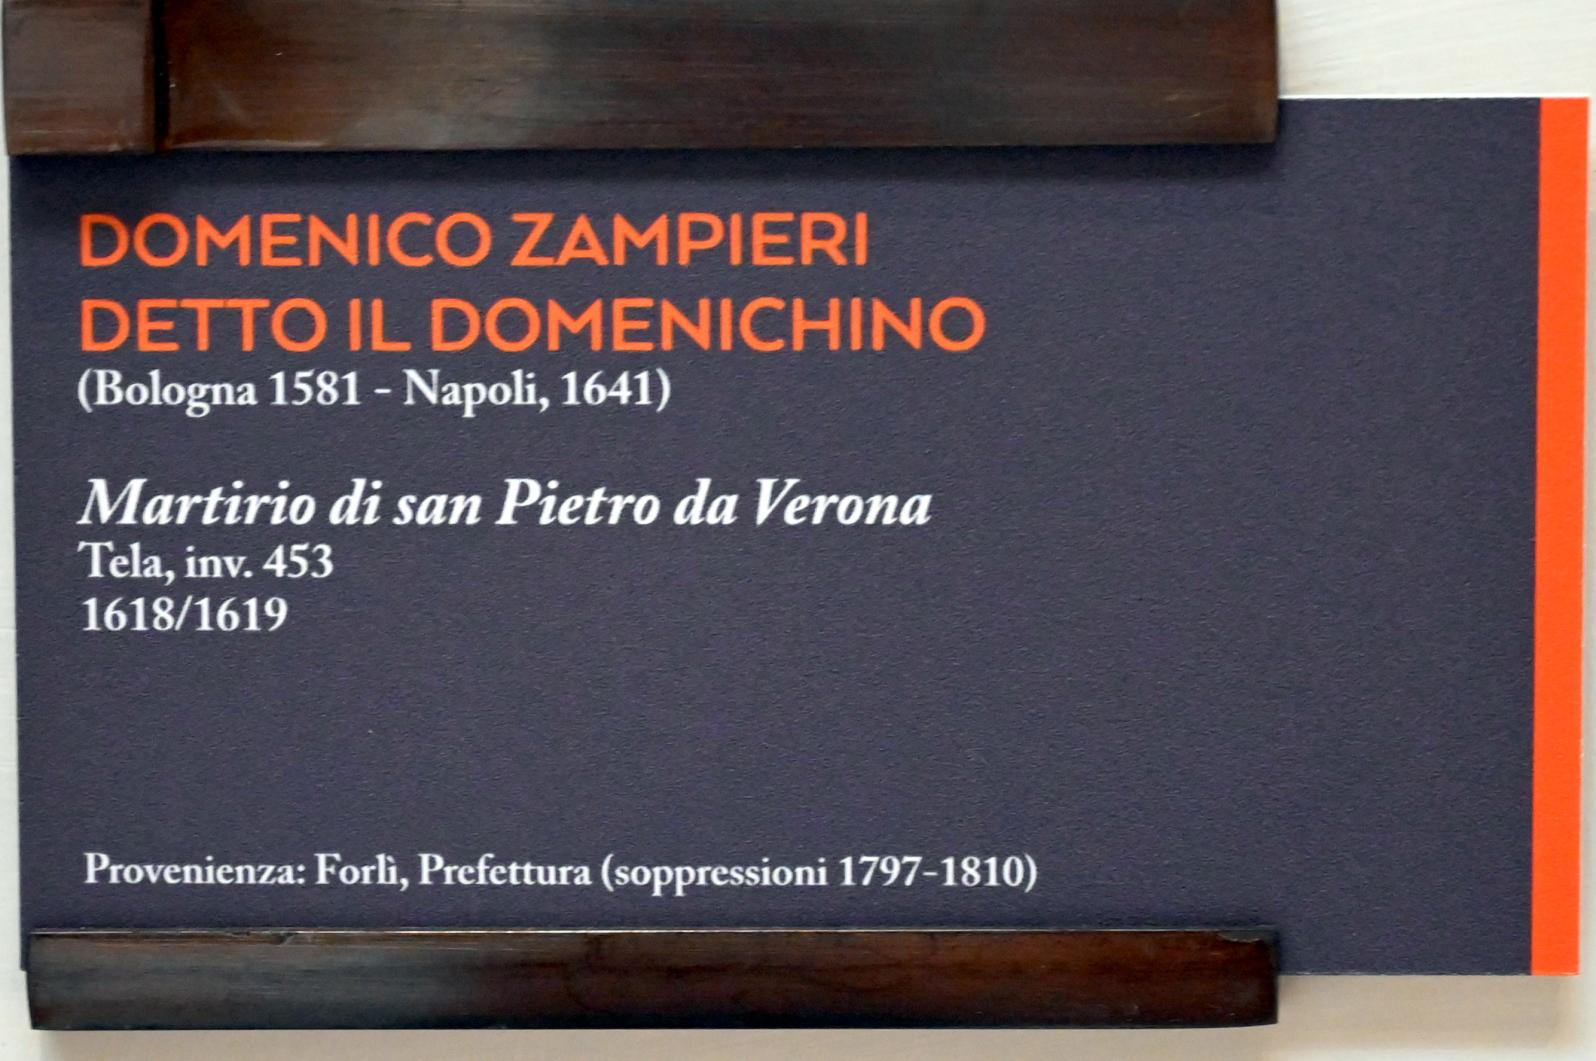 DOMENICO ZAMPIERI
DETTO IL DOMENICHINO
(Bologna 1581 - Napoli, 1641)
Martirio di san Pietro da Verona
Tela, inv. 453
1618/1619
Provenienza: Forlì, Prefettura (soppressioni 1797-1810)